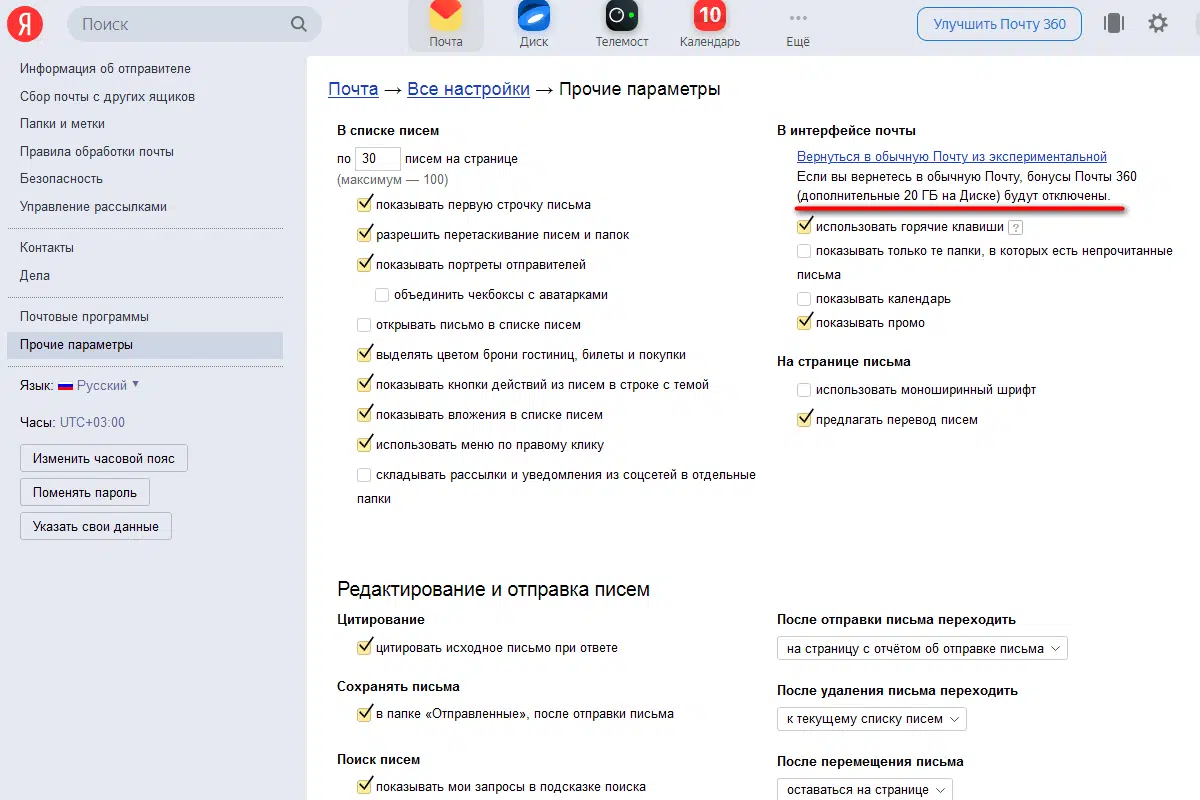 Я
Поиск
Почта
Диск
Телемост
10
Календарь
Ещё
Улучшить Почту 360
Информация об отправителе
Сбор почты с других ящиков
Папки и метки
Правила обработки почты
Безопасность
Управление рассылками
Контакты
Дела
Почтовые программы
Прочие параметры
Язык: Русский
Часы: UTC+03:00
Изменить часовой пояс
Поменять пароль
Указать свои данные
Почта → Все настройки → Прочие параметры
В списке писем
по 30 писем на странице
(максимум — 100)
показывать первую строчку письма
разрешить перетаскивание писем и папок
показывать портреты отправителей
объединить чекбоксы с аватарками
открывать письмо в списке писем
выделять цветом брони гостиниц, билеты и покупки
показывать кнопки действий из писем в строке с темой
показывать вложения в списке писем
использовать меню по правому клику
складывать рассылки и уведомления из соцсетей в отдельные
папки
В интерфейсе почты
Вернуться в обычную Почту из экспериментальной
Если вы вернетесь в обычную Почту, бонусы Почты 360
(дополнительные 20 ГБ на Диске) будут отключены.
использовать горячие клавиши ?
показывать только те папки, в которых есть непрочитанные
письма
показывать календарь
показывать промо
На странице письма
использовать моноширинный шрифт
предлагать перевод писем
Редактирование и отправка писем
Цитирование
цитировать исходное письмо при ответе
Сохранять письма
в папке «Отправленные», после отправки письма
Поиск писем
показывать мои запросы в подсказке поиска
После отправки письма переходить
на страницу с отчётом об отправке письма
После удаления письма переходить
к текущему списку писем
После перемещения письма
оставаться на странице